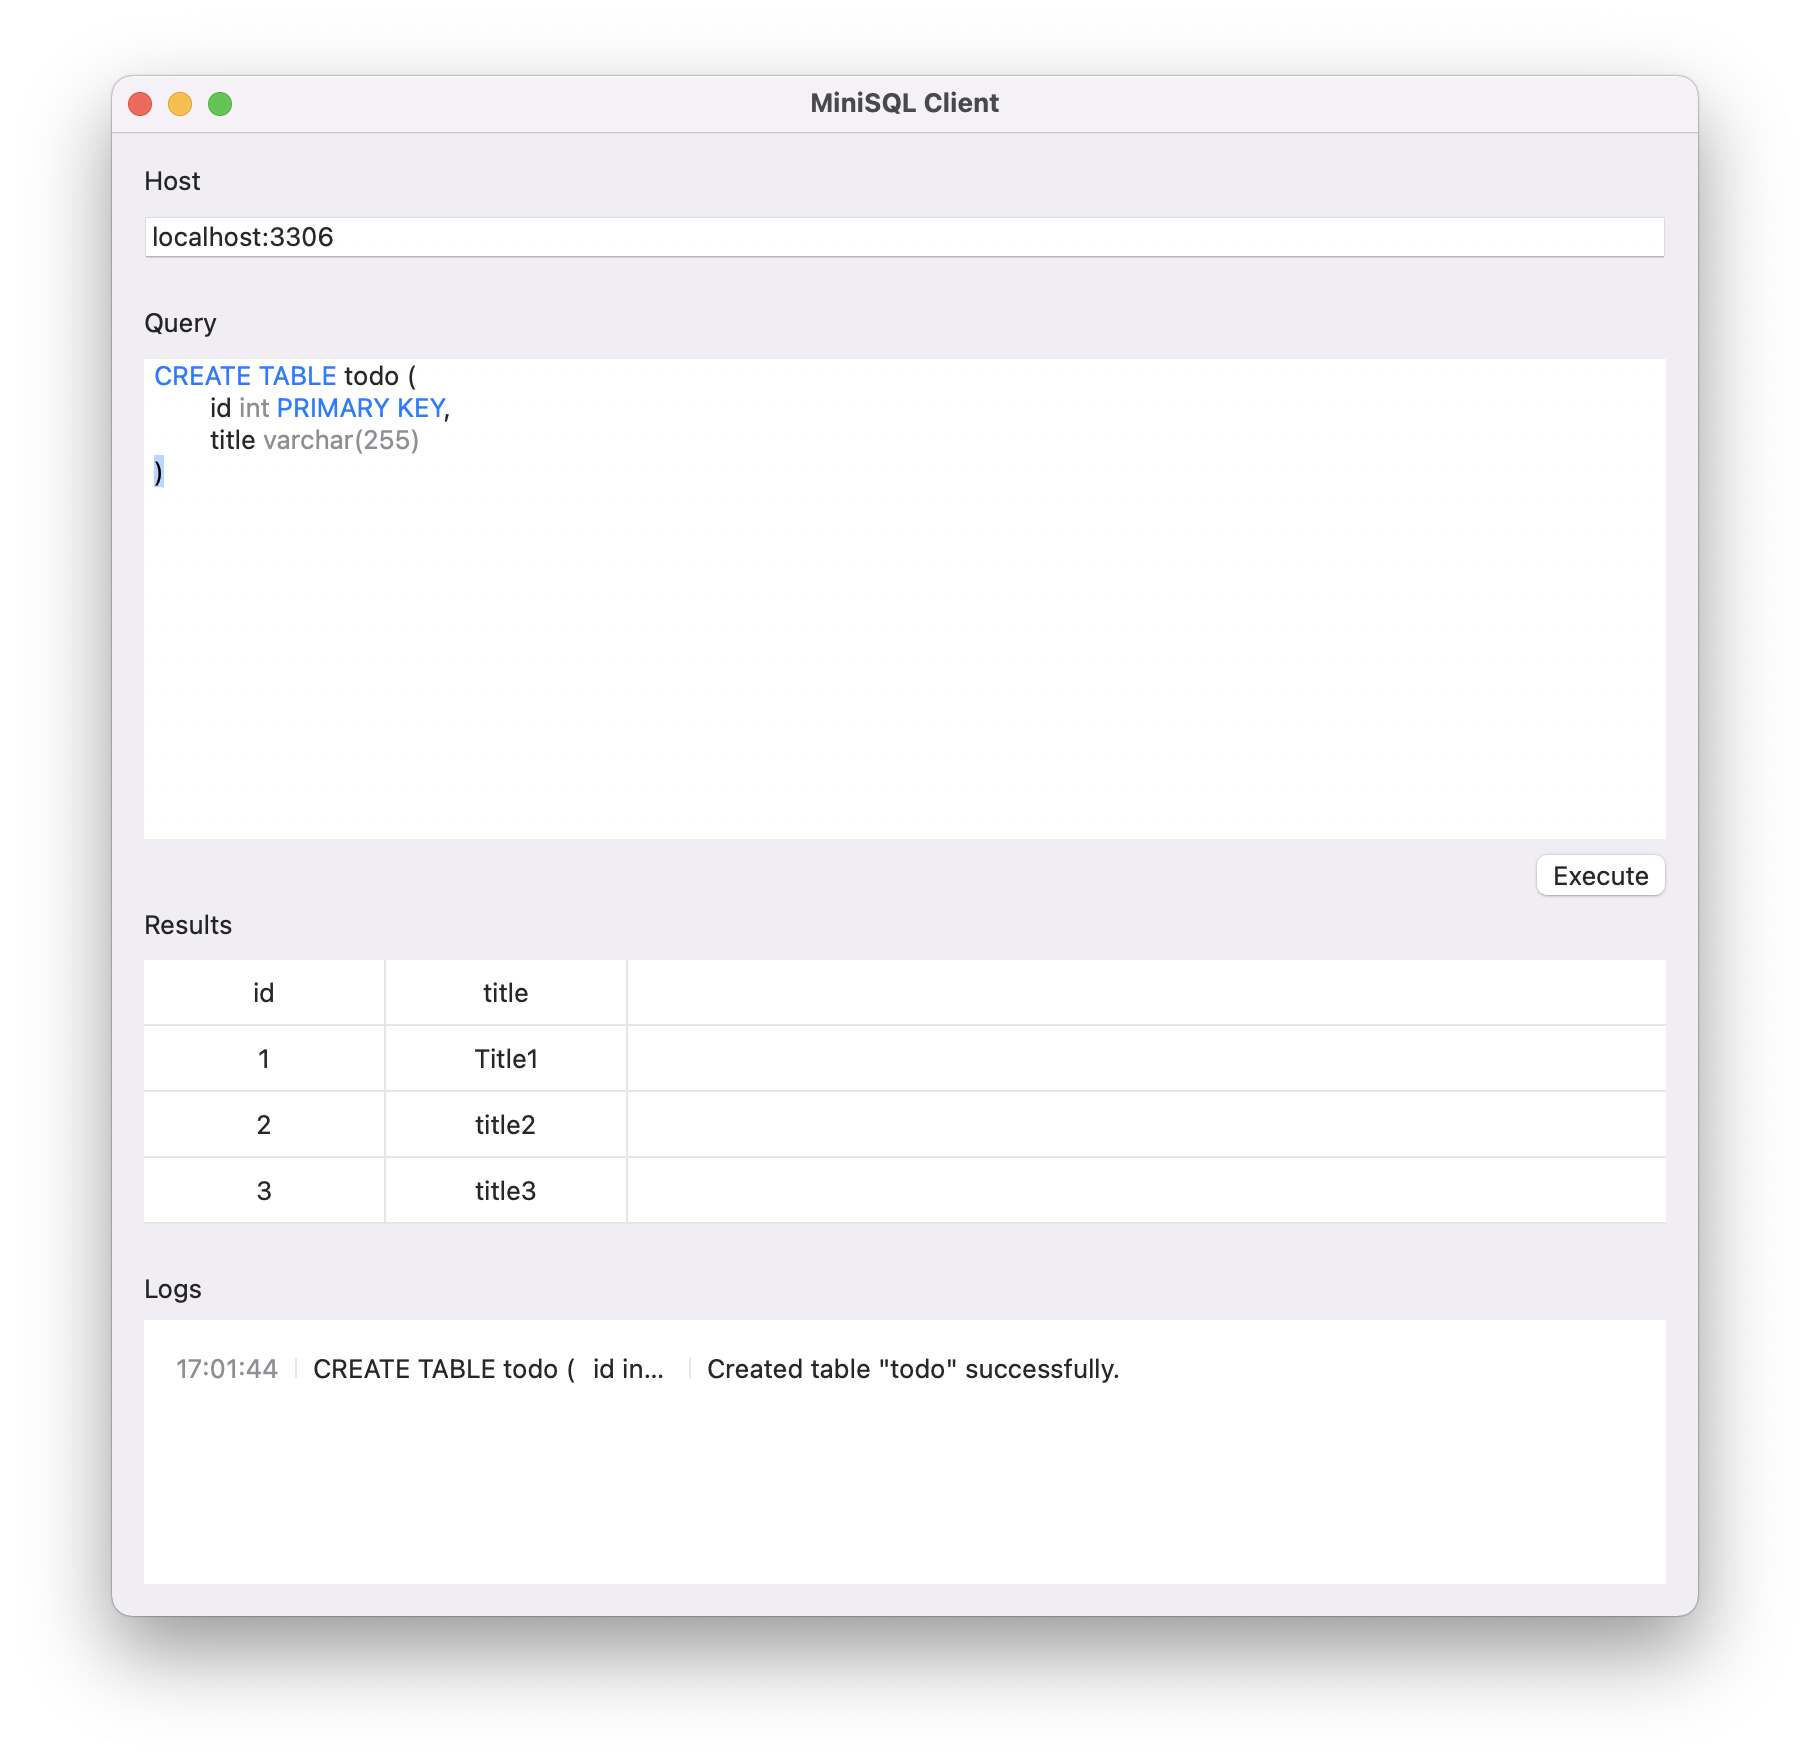 MiniSQL Client
Host
localhost:3306
Query
CREATE TABLE todo (
id int PRIMARY KEY,
title varchar(255)
)
Execute
Results
id title
1 Title1
2 title2
3 title3
Logs
17:01:44 CREATE TABLE todo ( id in... Created table "todo" successfully.